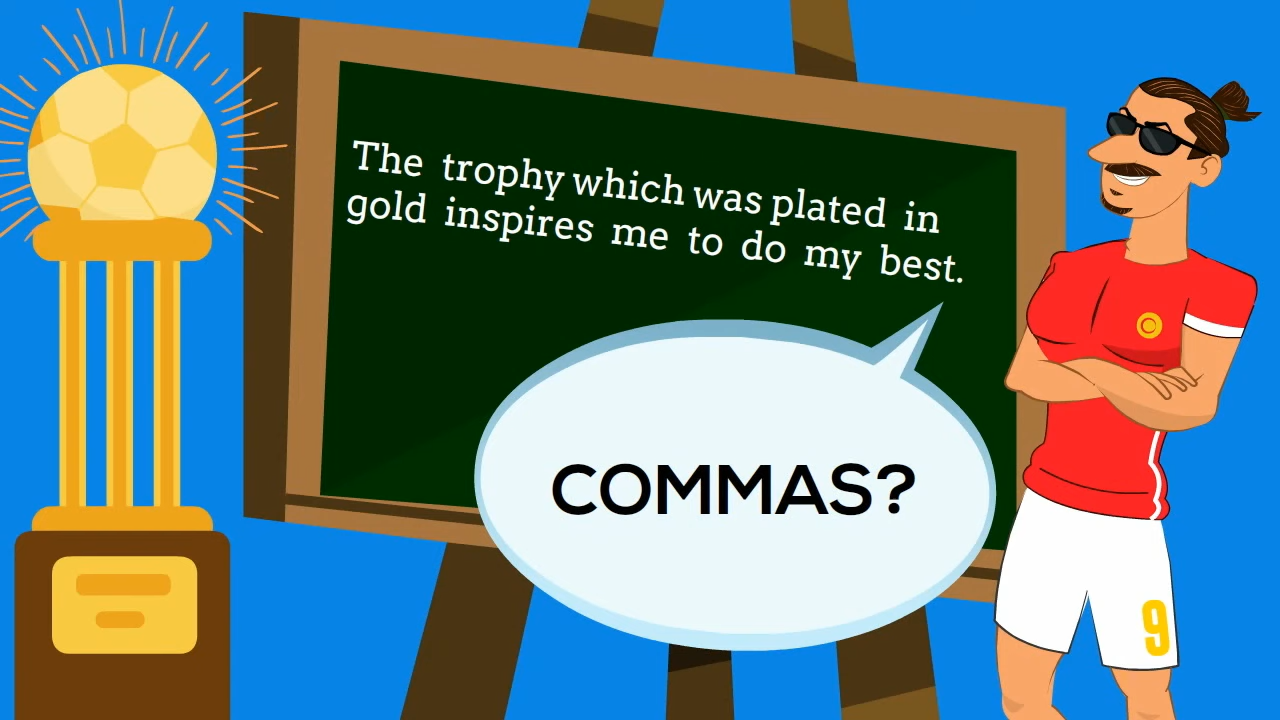 The trophy which was plated in
gold inspires me to do my best.
COMMAS?
9